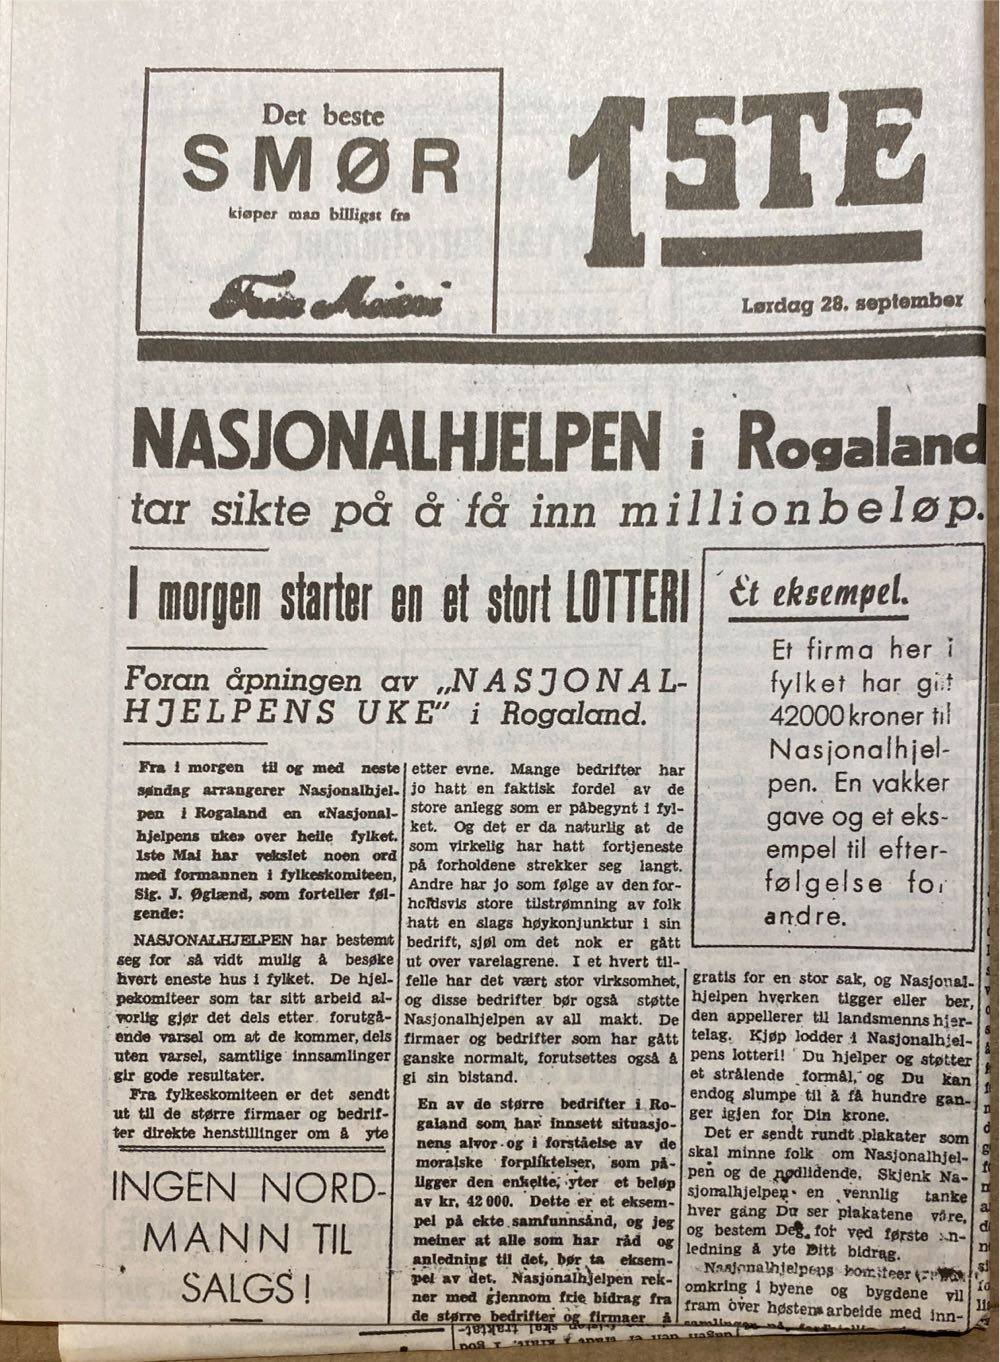 Det beste
SMØR
kjøper man billigst fra
1STE
Lørdag 28. september
NASJONALHJELPEN i Rogaland
tar sikte på å få inn millionbeløp.
I morgen starter en et stort LOTTERI
Foran åpningen av „NASJONAL-
HJELPENS UKE” i Rogaland.
Fra i morgen til og med neste
søndag arrangerer Nasjonalhjel-
pen i Rogaland en «Nasjonal-
hjelpens uke» over heile fylket.
1ste Mai har vekslet noen ord
med formannen i fylkeskomiteen,
Sig. J. Øglænd, som forteller føl-
gende:
NASJONALHJELPEN har bestemt
seg for så vidt mulig å besøke
hvert eneste hus i fylket. De hjel-
pekomiteer som tar sitt arbeid al-
vorlig gjør det dels etter forutgå-
ende varsel om at de kommer, dels
uten varsel, samtlige innsamlinger
gir gode resultater.
Fra fylkeskomiteen er det sendt
ut til de større firmaer og bedrif-
ter direkte henstillinger om å yte
INGEN NORD-
MANN TIL
SALGS!
etter evne. Mange bedrifter har
jo hatt en faktisk fordel av de
store anlegg som er påbegynt i fyl-
ket. Og det er da naturlig at de
som virkelig har hatt fortjeneste
på forholdene strekker seg langt.
Andre har jo som følge av den for-
holdsvis store tilstrømning av folk
hatt en slags høykonjunktur i sin
bedrift, sjøl om det nok er gått
ut over varelagrene. I et hvert til-
felle har det vært stor virksomhet,
og disse bedrifter bør også støtte
Nasjonalhjelpen av all makt. De
firmaer og bedrifter som har gått
ganske normalt, forutsettes også å
gi sin bistand.
En av de større bedrifter i Ro-
galand som har innsett situasjo-
nens alvor og i forståelse av de
moralske forpliktelser, som på-
ligger den enkelte, yter et beløp
av kr. 42 000. Dette er et eksem-
pel på ekte samfunnsånd, og jeg
meiner at alle som har råd og
anledning til det, bør ta eksem-
pel av det. Nasjonalhjelpen rek-
ner med gjennom frie bidrag fra
de større bedrifter og firmaer å
Et eksempel.
Et firma her i
fylket har gitt
42000 kroner til
Nasjonalhjel-
pen. En vakker
gave og et eks-
empel til efter-
følgelse for
andre.
gratis for en stor sak, og Nasjonal-
hjelpen hverken tigger eller ber,
den appellerer til landsmenns hjer-
telag. Kjøp lodder i Nasjonalhjel-
pens lotteri! Du hjelper og støtter
et strålende formål, og Du kan
endog slumpe til å få hundre gan-
ger igjen for Din krone.
Det er sendt rundt plakater som
skal minne folk om Nasjonalhjel-
pen og de nødlidende. Skjenk Na-
sjonalhjelpen en vennlig tanke
hver gang Du ser plakatene våre,
og bestem Deg for ved første an-
ledning å yte Ditt bidrag.
Nasjonalhjelpens komiteer
omkring i byene og bygdene vil
fram over høsten arbeide med inn-